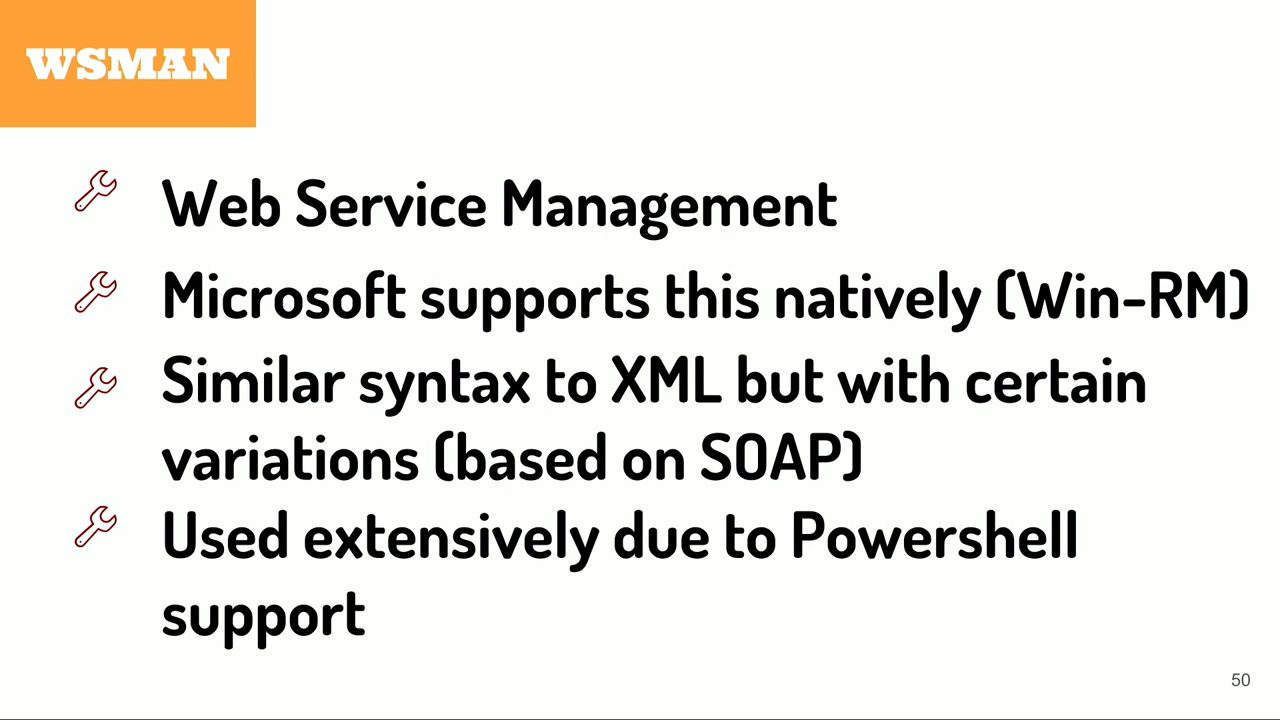 WSMAN
Web Service Management
Microsoft supports this natively (Win-RM)
Similar syntax to XML but with certain
variations (based on SOAP)
Used extensively due to Powershell
support
50